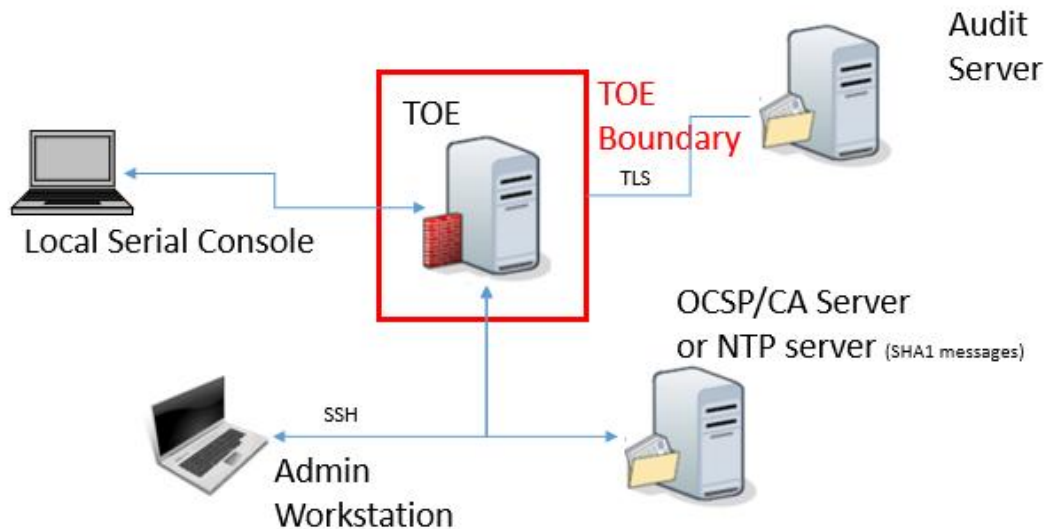 Audit
Server
TOE
TOE
Boundary
TLS
Local Serial Console
OCSP/CA Server
or NTP server (SHA1 messages)
SSH
Admin
Workstation